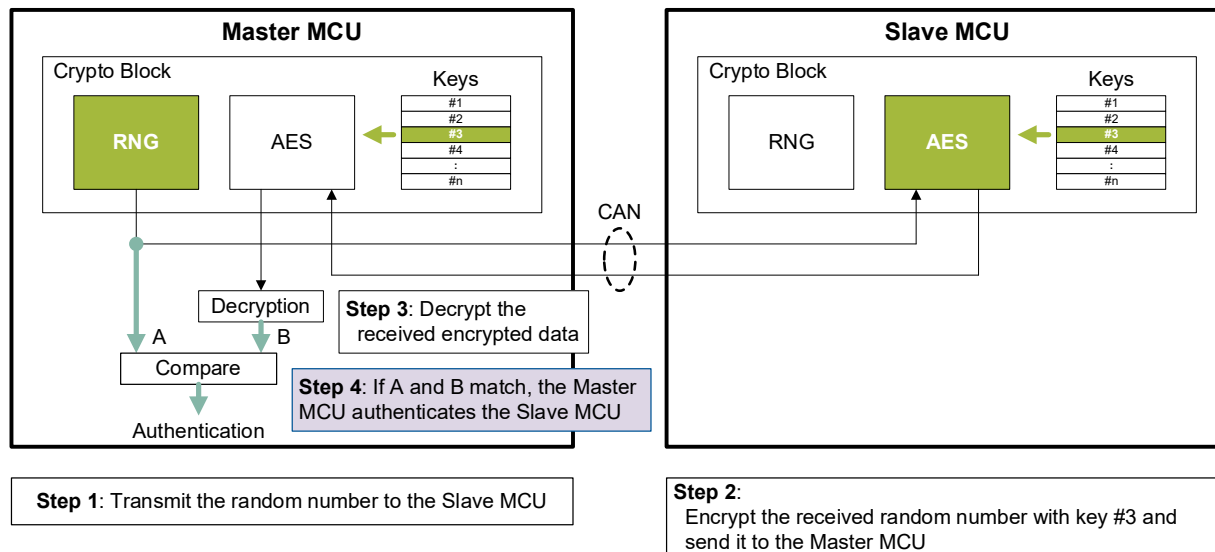 Master MCU
Crypto Block
Keys
RNG
AES
#1
#2
#3
#4
:
#n
Decryption
A
B
Compare
Authentication
Step 3: Decrypt the
received encrypted data
Step 4: If A and B match, the Master
MCU authenticates the Slave MCU
CAN
Slave MCU
Crypto Block
Keys
RNG
AES
#1
#2
#3
#4
:
#n
Step 1: Transmit the random number to the Slave MCU
Step 2:
Encrypt the received random number with key #3 and
send it to the Master MCU